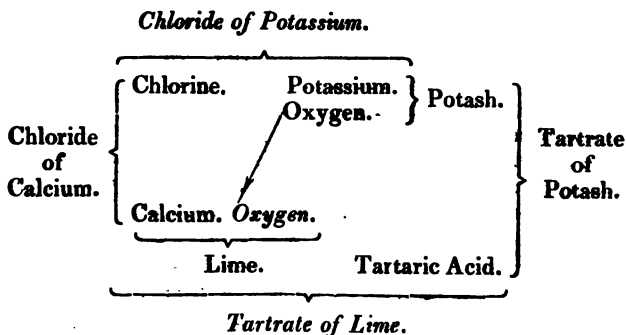 Chloride of Potassium.
Chlorine. Potassium.
Oxygen.
Potash.
Chloride
of
Calcium.
Tartrate
of
Potash.
Calcium. Oxygen.
Lime. Tartaric Acid.
Tartrate of Lime.